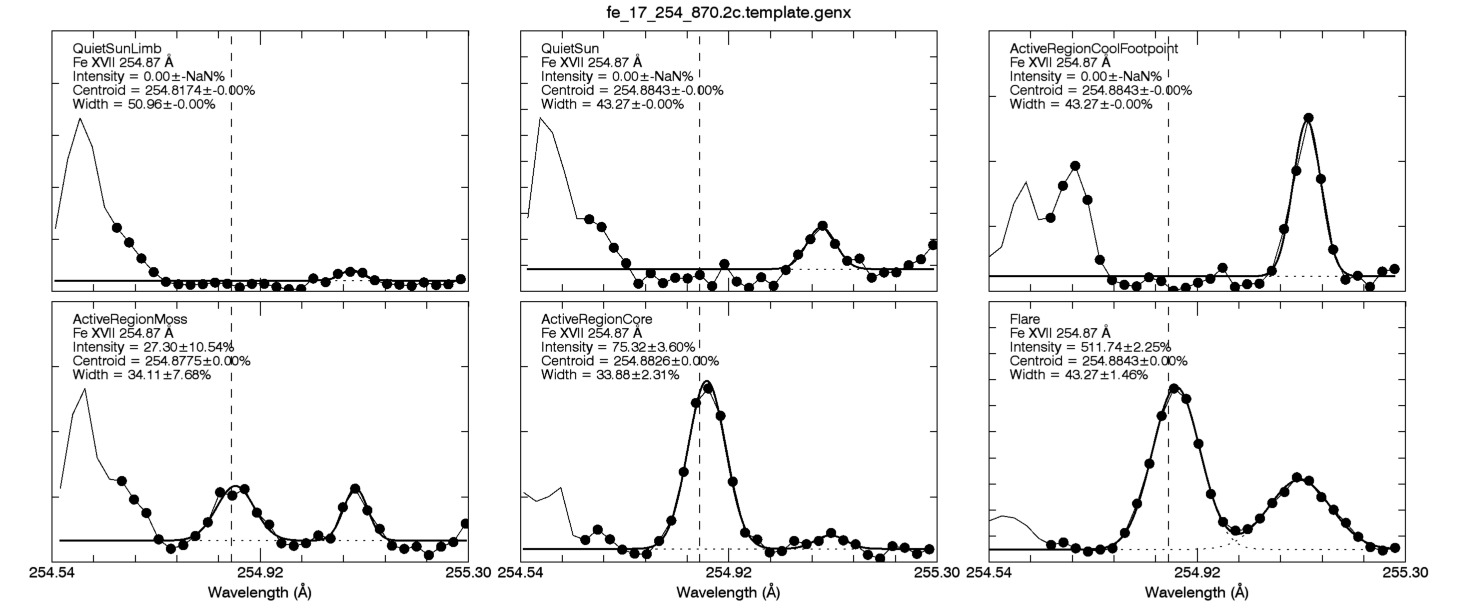 fe_17_254_870.2c.template.genx
QuietSunLimb
Fe XVII 254.87 Å
Intensity = 0.00±-NaN%
Centroid = 254.8174±-0.00%
Width = 50.96±-0.00%
QuietSun
Fe XVII 254.87 Å
Intensity = 0.00±-NaN%
Centroid = 254.8843±-0.00%
Width = 43.27±-0.00%
ActiveRegionCoolFootpoint
Fe XVII 254.87 Å
Intensity = 0.00±-NaN%
Centroid = 254.8843±-0.00%
Width = 43.27±-0.00%
ActiveRegionMoss
Fe XVII 254.87 Å
Intensity = 27.30±10.54%
Centroid = 254.8775±0.00%
Width = 34.11±7.68%
ActiveRegionCore
Fe XVII 254.87 Å
Intensity = 75.32±3.60%
Centroid = 254.8826±0.00%
Width = 33.88±2.31%
Flare
Fe XVII 254.87 Å
Intensity = 511.74±2.25%
Centroid = 254.8843±0.00%
Width = 43.27±1.46%
254.54 254.92 255.30 254.54 254.92 255.30 254.54 254.92 255.30
Wavelength (Å) Wavelength (Å) Wavelength (Å)